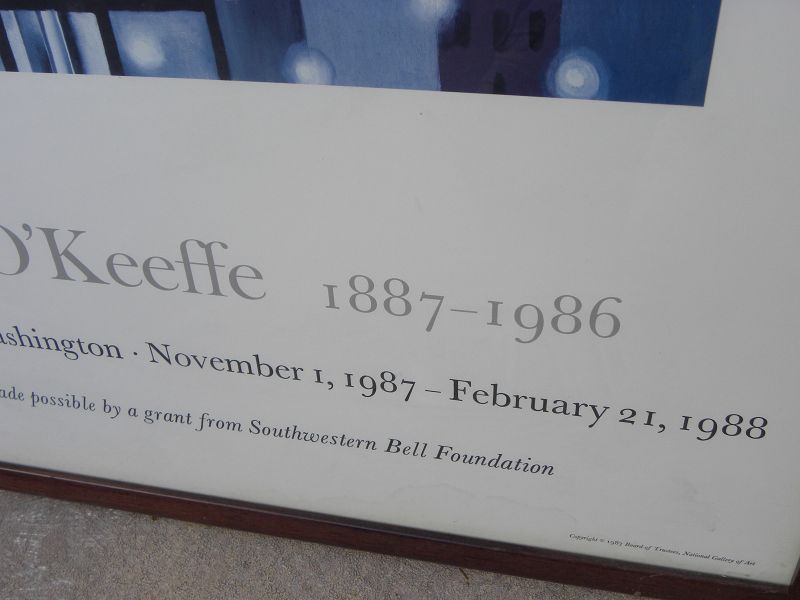 O'Keeffe 1887–1986
ashington · November 1, 1987 – February 21, 1988
ade possible by a grant from Southwestern Bell Foundation
Copyright © 1987 Board of Trustees, National Gallery of Art